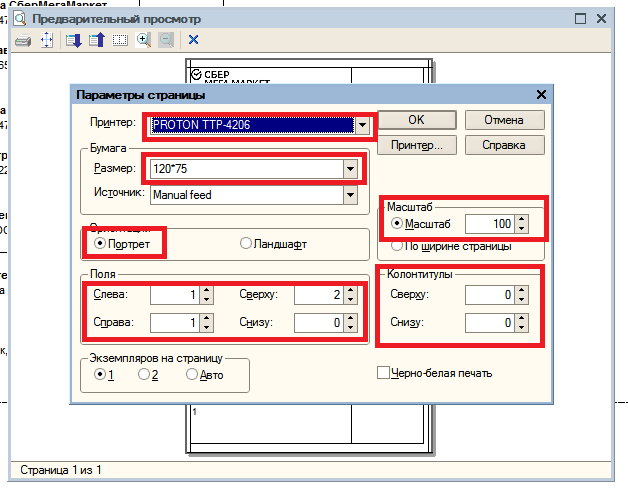 СберМегаМаркет
Предварительный просмотр
СБЕР
МЕГА МАРКЕТ
Параметры страницы
Принтер: PROTON TTP-4206
OK
Отмена
Принтер...
Справка
Бумага
Размер: 120*75
Источник: Manual feed
Масштаб
Масштаб 100
По ширине страницы
Ориентация
Портрет
Ландшафт
Поля
Слева: 1
Сверху: 2
Справа: 1
Снизу: 0
Колонтитулы
Сверху: 0
Снизу: 0
Экземпляров на страницу
1 2 Авто
Черно-белая печать
1
Страница 1 из 1